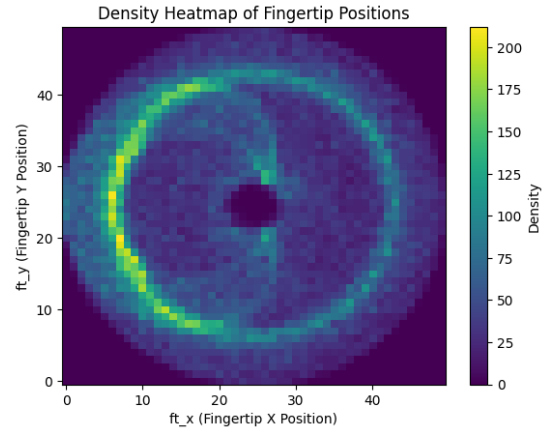 Density Heatmap of Fingertip Positions
40
30
20
10
0
ft_y (Fingertip Y Position)
0 10 20 30 40
ft_x (Fingertip X Position)
200
175
150
125
100
75
50
25
0
Density